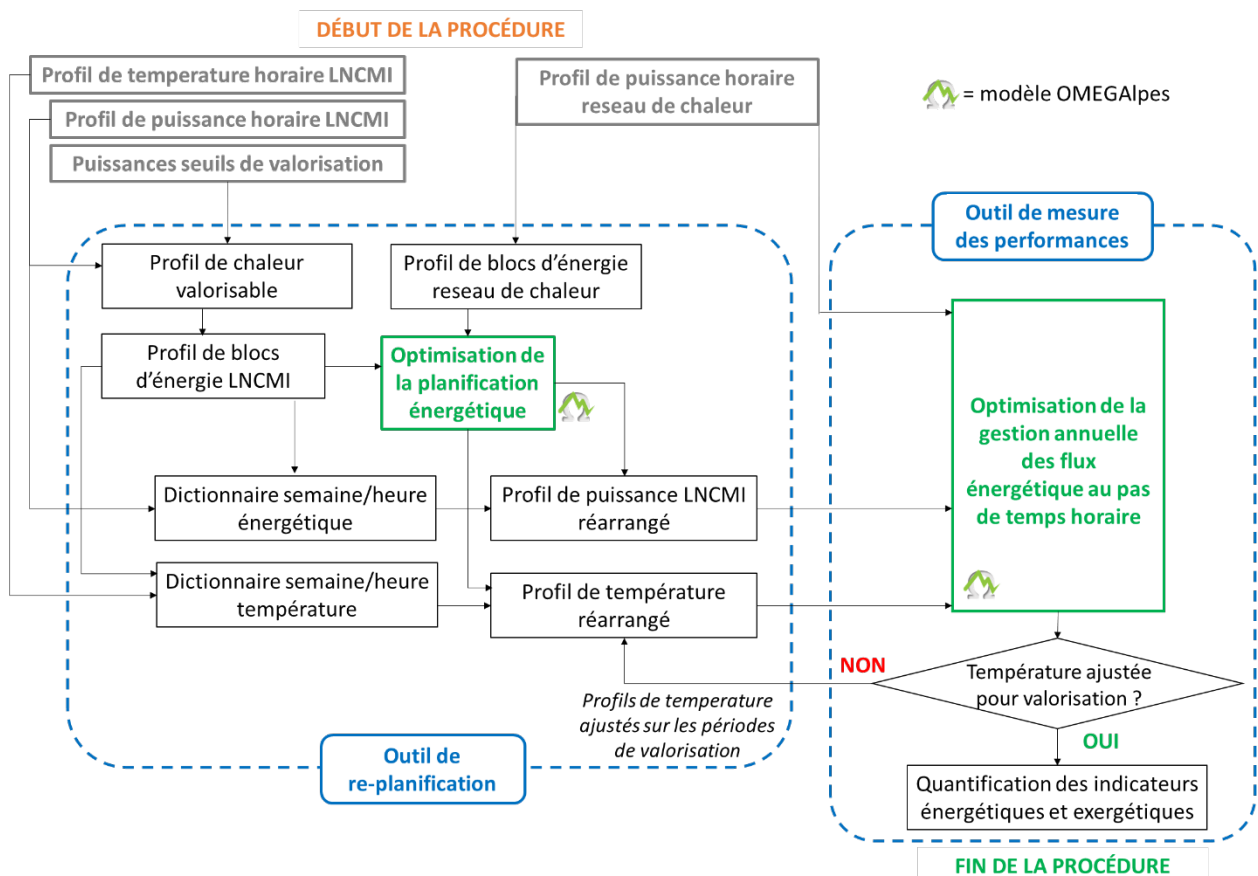 DÉBUT DE LA PROCÉDURE
Profil de temperature horaire LNCMI
Profil de puissance horaire LNCMI
Puissances seuils de valorisation
Profil de puissance horaire
reseau de chaleur
= modèle OMEGAlpes
Outil de mesure
des performances
Profil de chaleur
valorisable
Profil de blocs d'énergie
reseau de chaleur
Profil de blocs
d'énergie LNCMI
Optimisation de
la planification
énergétique
Optimisation de la
gestion annuelle
des flux
énergétique au pas
de temps horaire
Dictionnaire semaine/heure
énergétique
Profil de puissance LNCMI
réarrangé
Dictionnaire semaine/heure
température
Profil de température
réarrangé
NON
Température ajustée
pour valorisation ?
Profils de temperature
ajustés sur les périodes
de valorisation
OUI
Outil de
re-planification
Quantification des indicateurs
énergétiques et exergétiques
FIN DE LA PROCÉDURE